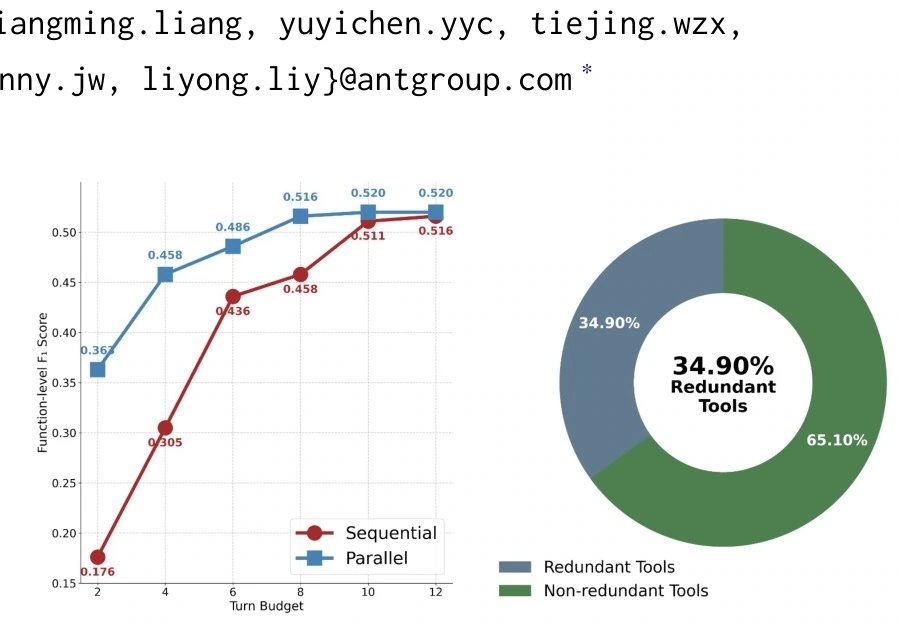 iangming.liang, yuyichen.yyc, tiejing.wzx,
nny.jw, liyong.liy}@antgroup.com *
Function-level F₁ Score
0.50
0.45
0.40
0.35
0.30
0.25
0.20
0.15
0.363
0.458
0.486
0.516
0.520
0.520
0.176
0.305
0.436
0.458
0.511
0.516
Sequential
Parallel
2 4 6 8 10 12
Turn Budget
34.90%
65.10%
34.90%
Redundant
Tools
Redundant Tools
Non-redundant Tools